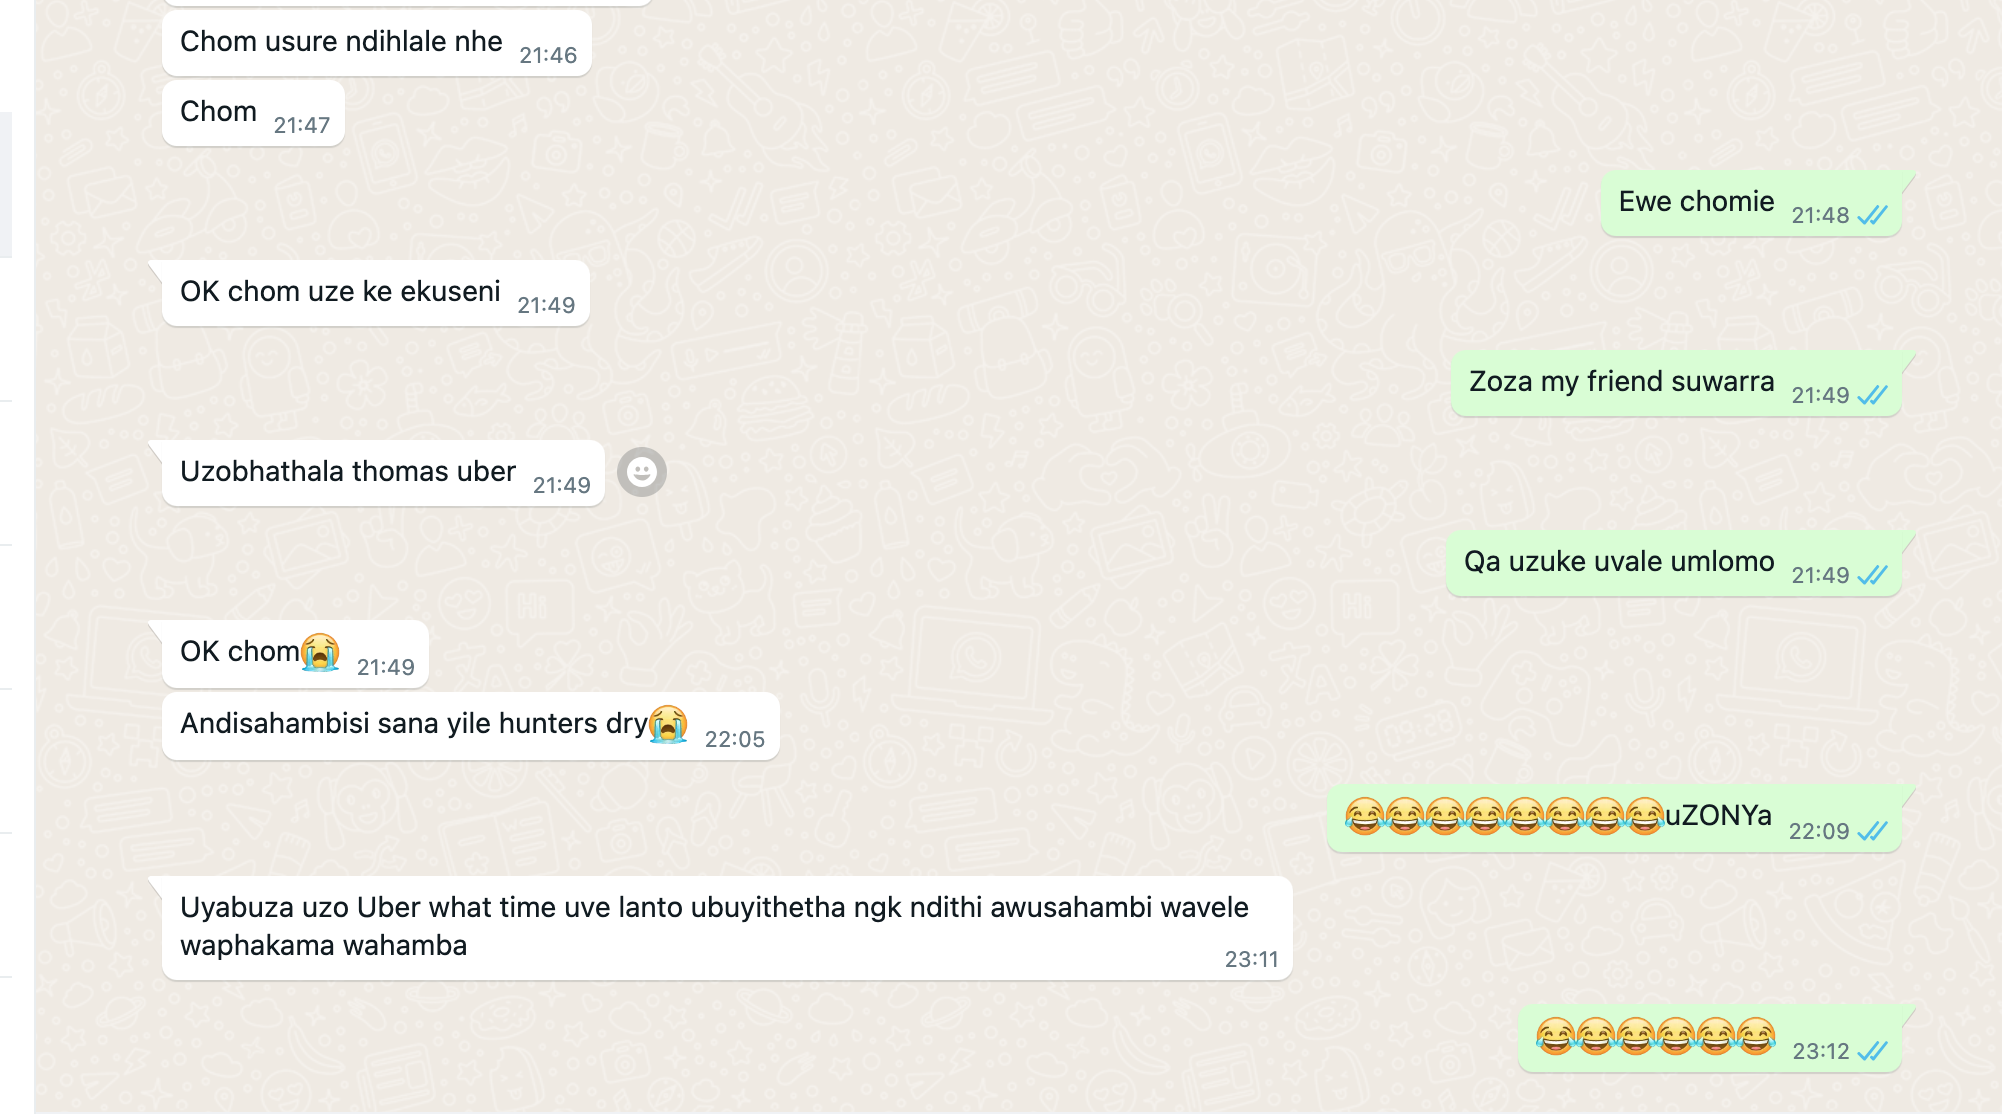 Chom usure ndihlale nhe 21:46
Chom 21:47
Ewe chomie 21:48
OK chom uze ke ekuseni 21:49
Zoza my friend suwarra 21:49
Uzobhathala thomas uber 21:49
Qa uzuke uvale umlomo 21:49
OK chom😭 21:49
Andisahambisi sana yile hunters dry😭 22:05
😂😂😂😂😂😂😂😂uZONYa 22:09
Uyabuza uzo Uber what time uve lanto ubuyithetha ngk ndithi awusahambi wavele
waphakama wahamba 23:11
😂😂😂😂😂😂 23:12